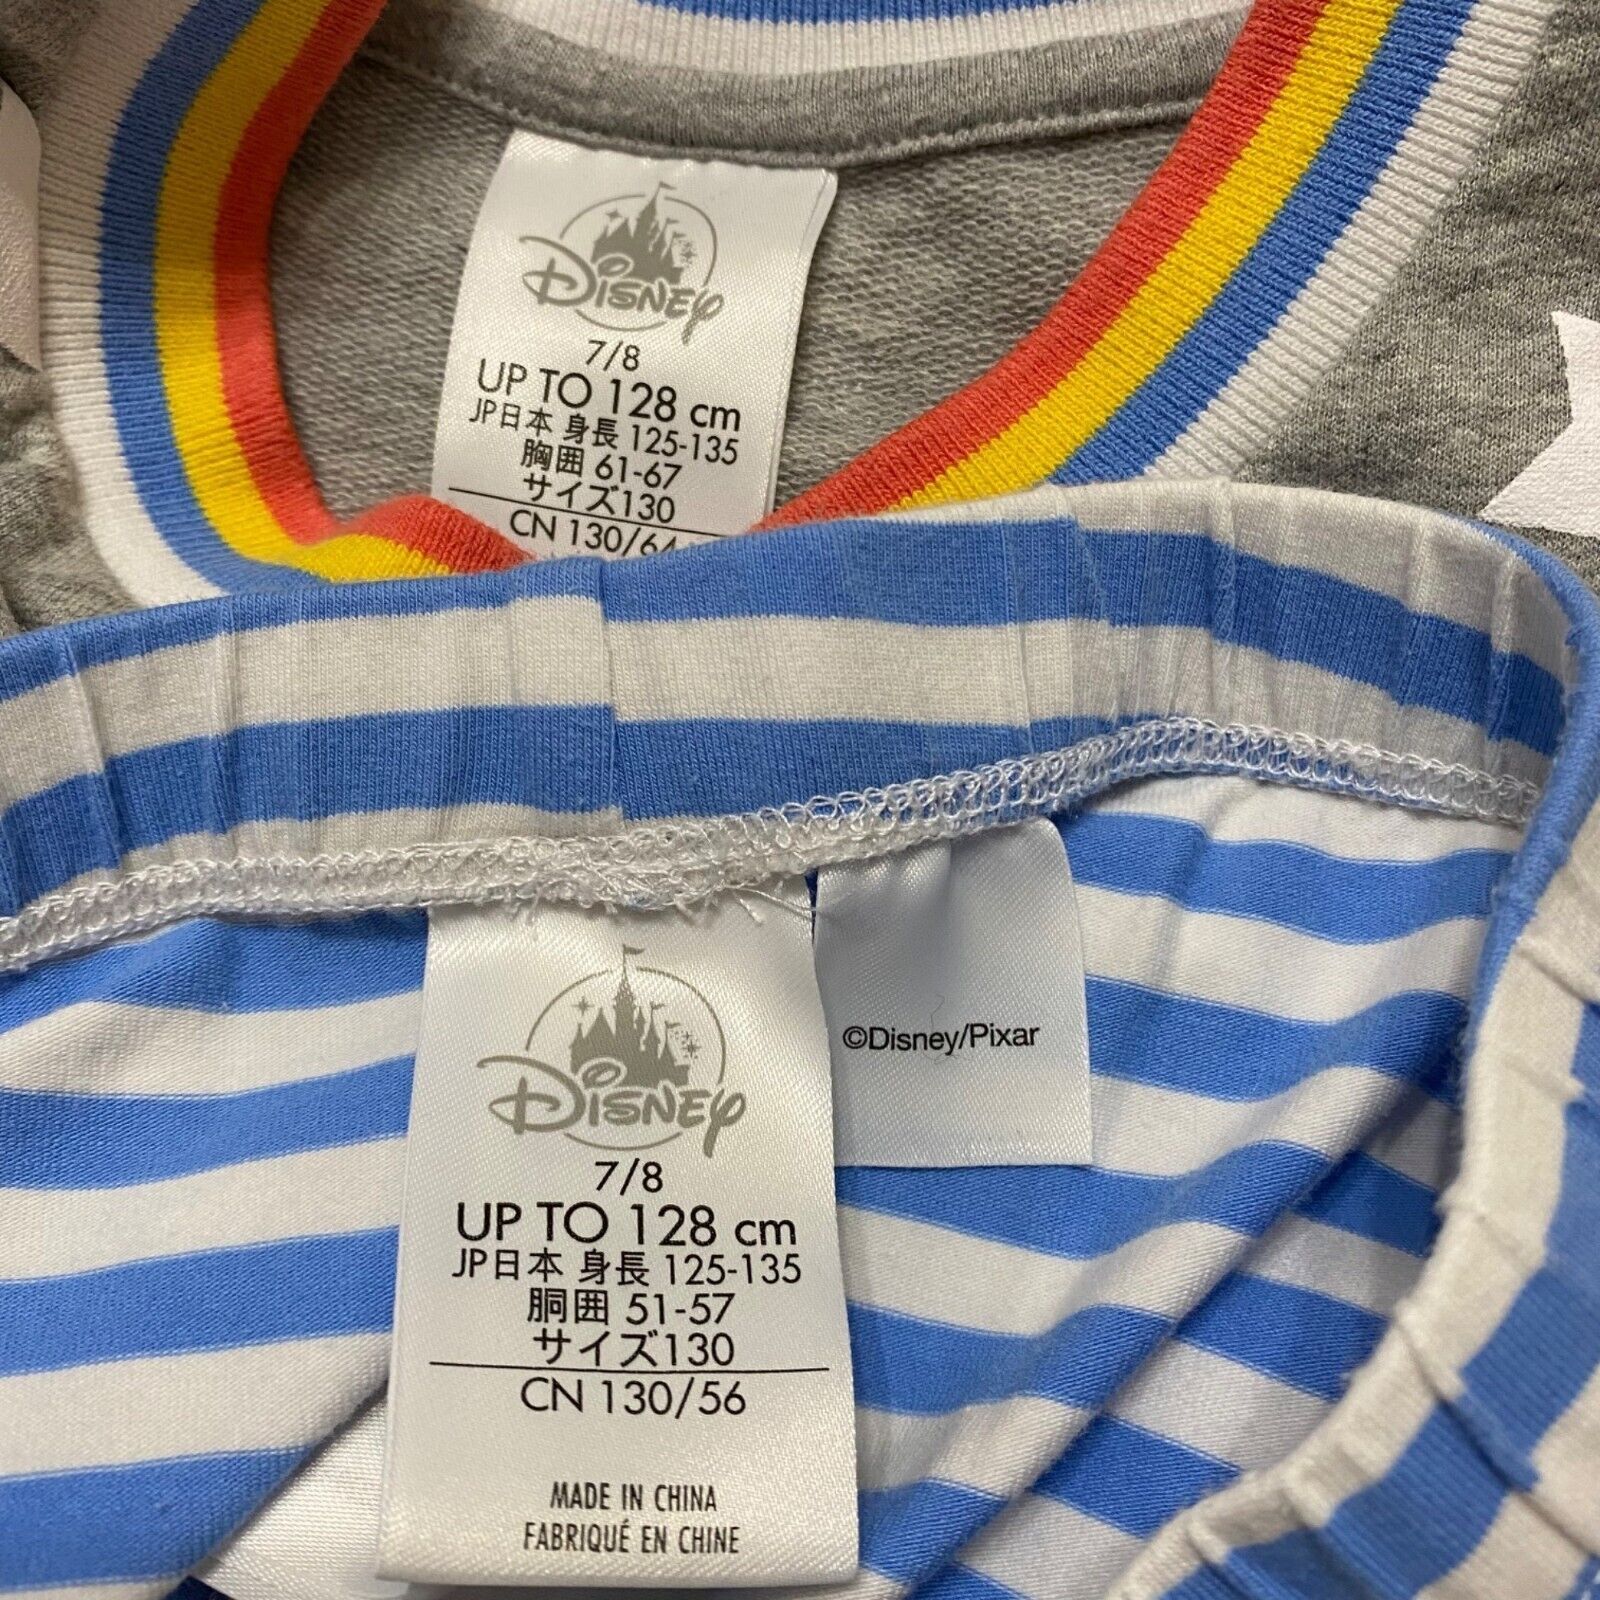 Disney
7/8
UP TO 128 cm
JP日本 身長 125-135
胸囲 61-67
サイズ130
CN 130/64
©Disney/Pixar
Disney
7/8
UP TO 128 cm
JP日本 身長 125-135
胴囲 51-57
サイズ130
CN 130/56
MADE IN CHINA
FABRIQUÉ EN CHINE